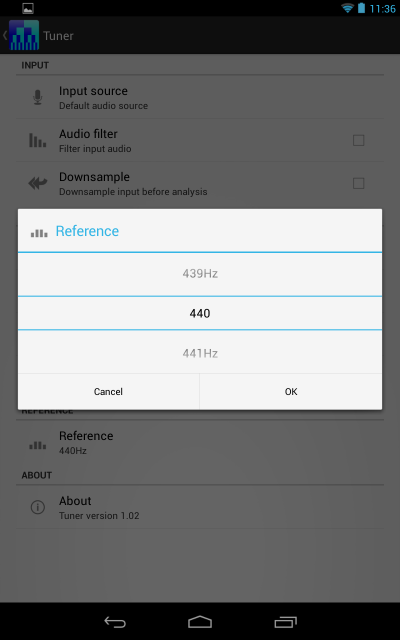 11:36
Tuner
INPUT
Input source
Default audio source
Audio filter
Filter input audio
Downsample
Downsample input before analysis
Reference
439Hz
440
441Hz
Cancel
OK
REFERENCE
Reference
440Hz
ABOUT
About
Tuner version 1.02